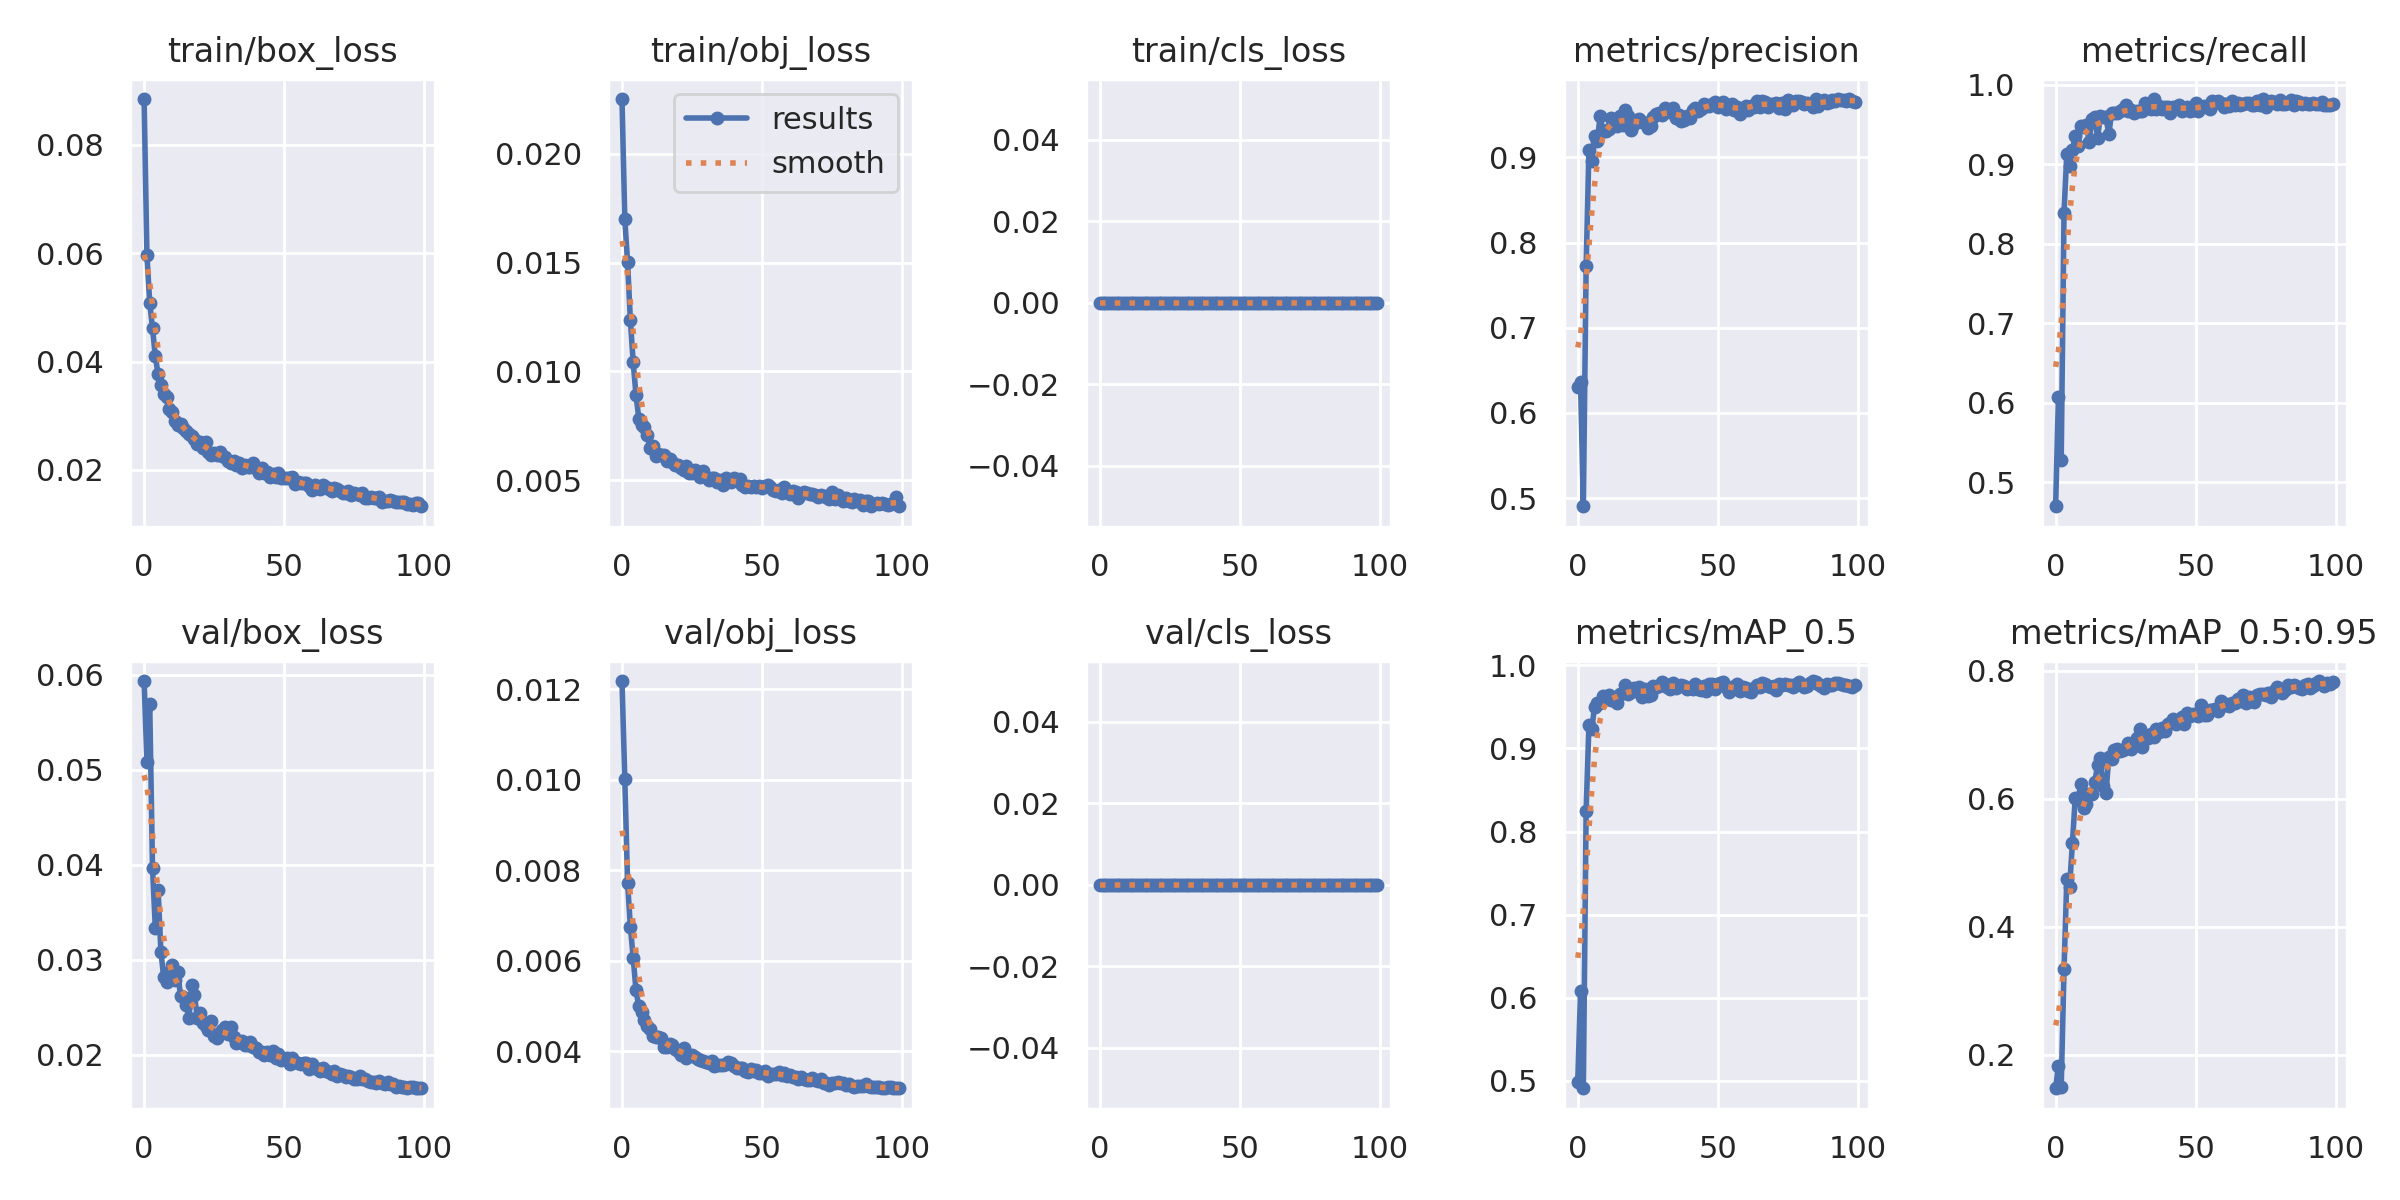 train/box_loss
0.08
0.06
0.04
0.02
0 50 100
train/obj_loss
results
smooth
0.020
0.015
0.010
0.005
0 50 100
train/cls_loss
0.04
0.02
0.00
−0.02
−0.04
0 50 100
metrics/precision
0.9
0.8
0.7
0.6
0.5
0 50 100
metrics/recall
1.0
0.9
0.8
0.7
0.6
0.5
0 50 100
val/box_loss
0.06
0.05
0.04
0.03
0.02
0 50 100
val/obj_loss
0.012
0.010
0.008
0.006
0.004
0 50 100
val/cls_loss
0.04
0.02
0.00
−0.02
−0.04
0 50 100
metrics/mAP_0.5
1.0
0.9
0.8
0.7
0.6
0.5
0 50 100
metrics/mAP_0.5:0.95
0.8
0.6
0.4
0.2
0 50 100